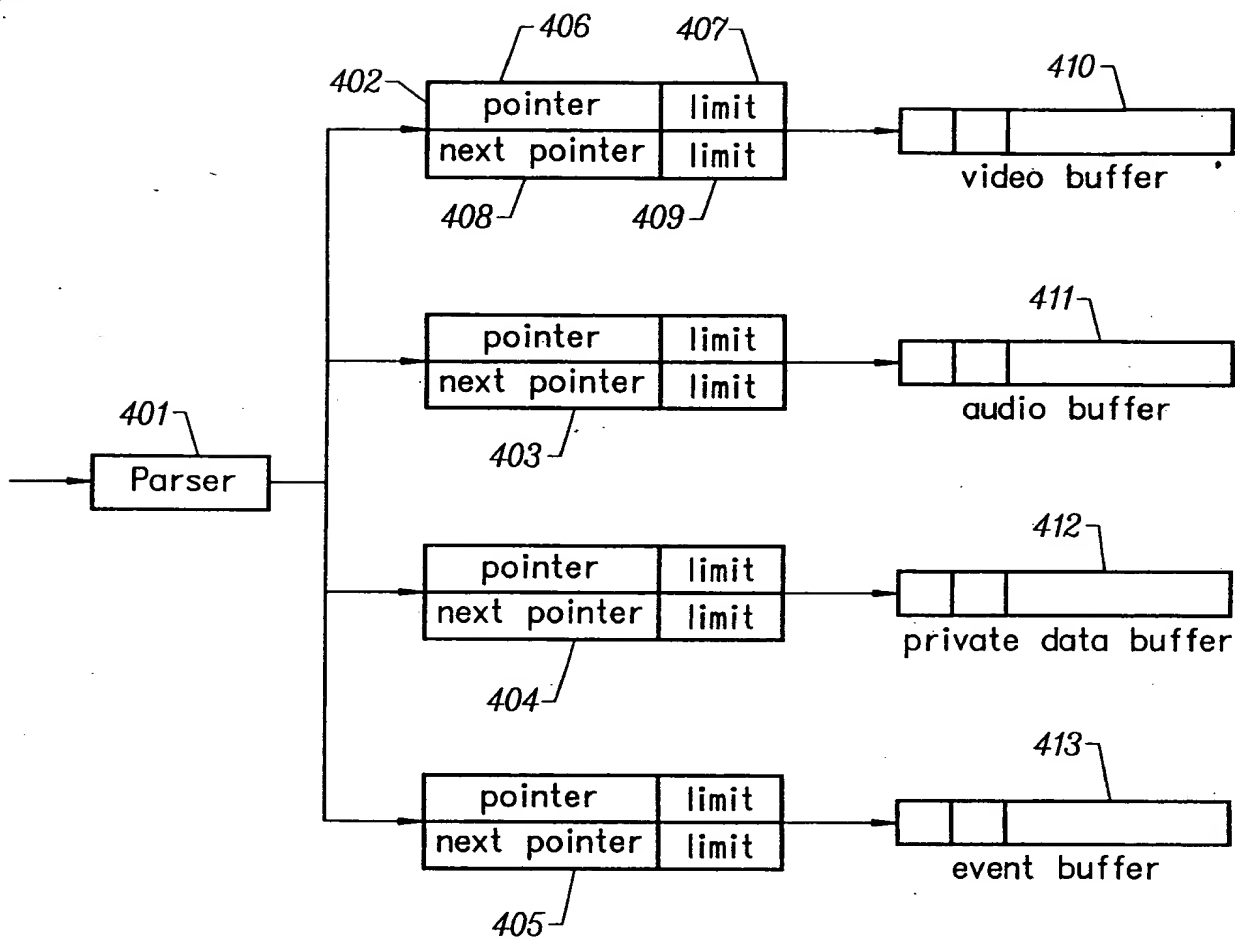 406
407
402
410
pointer limit
next pointer limit
video buffer
408
409
411
pointer limit
next pointer limit
audio buffer
401
403
Parser
412
pointer limit
next pointer limit
private data buffer
404
413
pointer limit
next pointer limit
event buffer
405